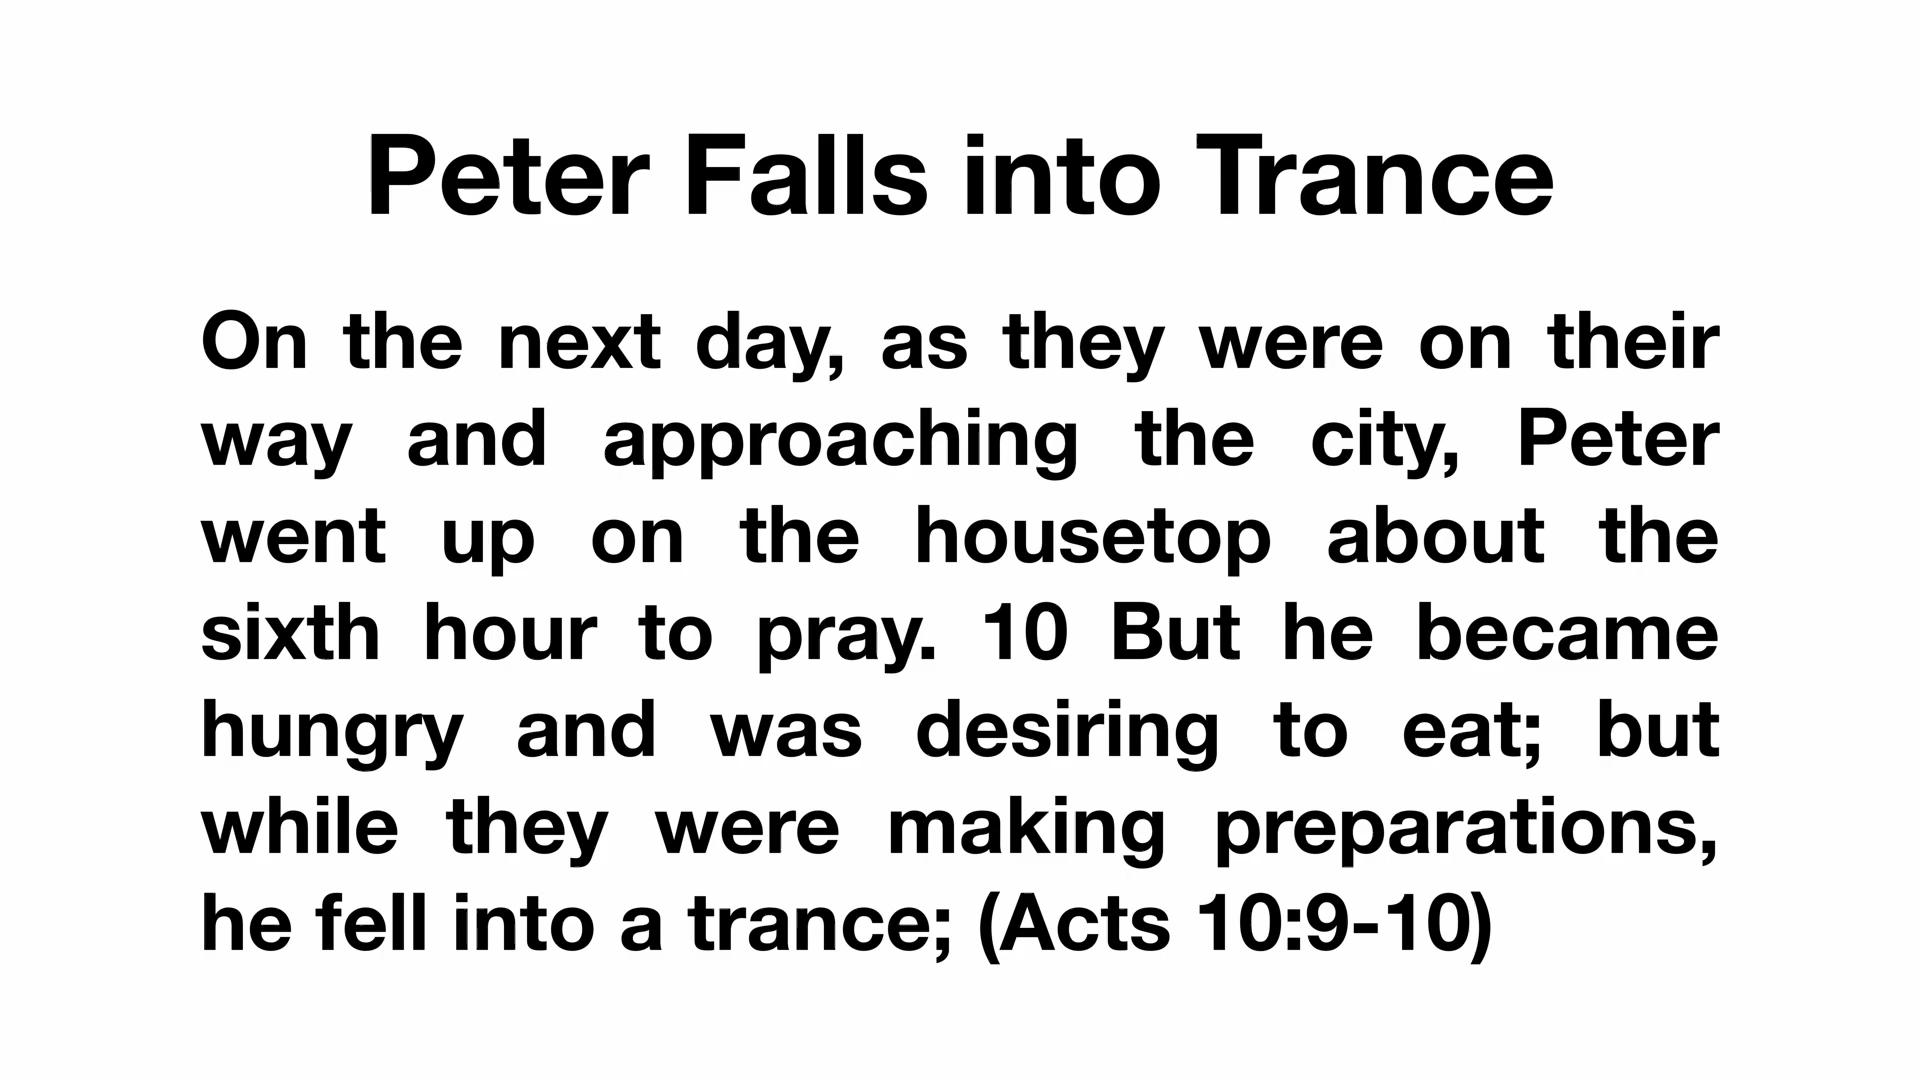 Peter Falls into Trance
On the next day, as they were on their
way and approaching the city, Peter
went up on the housetop about the
sixth hour to pray. 10 But he became
hungry and was desiring to eat; but
while they were making preparations,
he fell into a trance; (Acts 10:9-10)